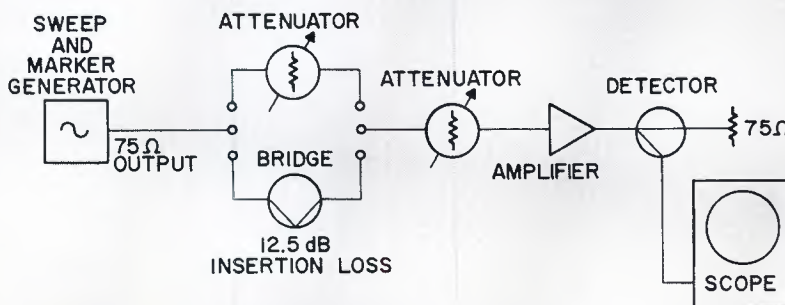 SWEEP
AND
MARKER
GENERATOR
75Ω
OUTPUT
ATTENUATOR
BRIDGE
12.5 dB
INSERTION LOSS
ATTENUATOR
AMPLIFIER
DETECTOR
75Ω
SCOPE